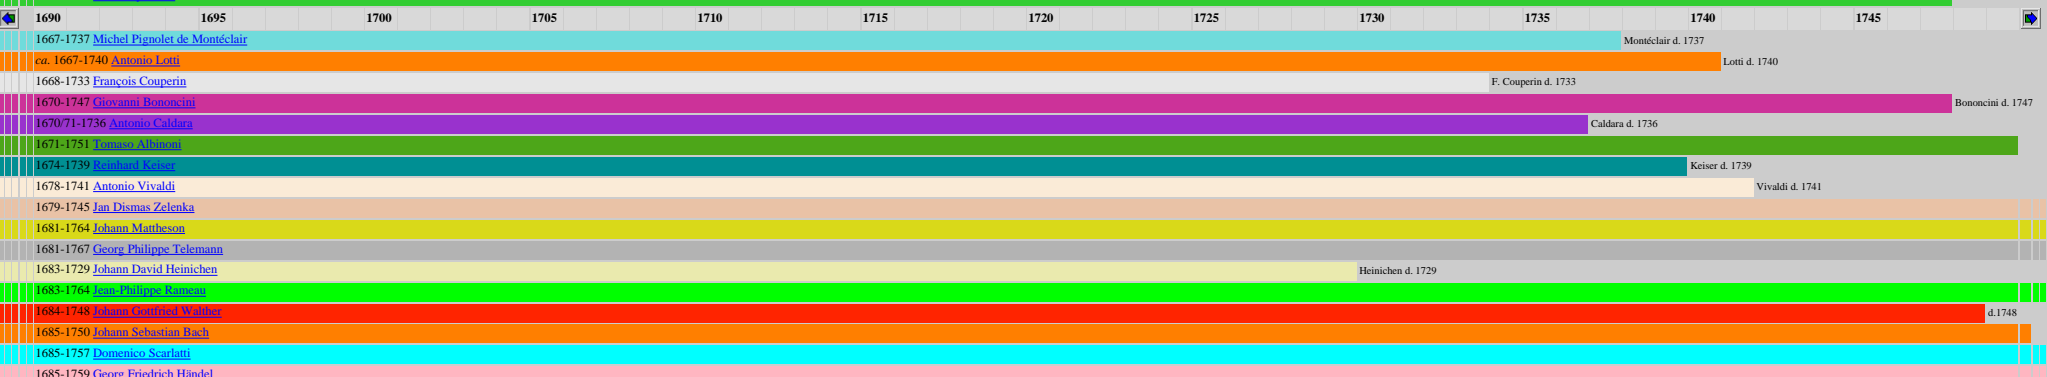 1690 1695 1700 1705 1710 1715 1720 1725 1730 1735 1740 1745
1667-1737 Michel Pignolet de Montéclair Montéclair d. 1737
ca. 1667-1740 Antonio Lotti Lotti d. 1740
1668-1733 François Couperin F. Couperin d. 1733
1670-1747 Giovanni Bononcini Bononcini d. 1747
1670/71-1736 Antonio Caldara Caldara d. 1736
1671-1751 Tomaso Albinoni
1674-1739 Reinhard Keiser Keiser d. 1739
1678-1741 Antonio Vivaldi Vivaldi d. 1741
1679-1745 Jan Dismas Zelenka
1681-1764 Johann Mattheson
1681-1767 Georg Philippe Telemann
1683-1729 Johann David Heinichen Heinichen d. 1729
1683-1764 Jean-Philippe Rameau
1684-1748 Johann Gottfried Walther d.1748
1685-1750 Johann Sebastian Bach
1685-1757 Domenico Scarlatti
1685-1759 Georg Friedrich Händel